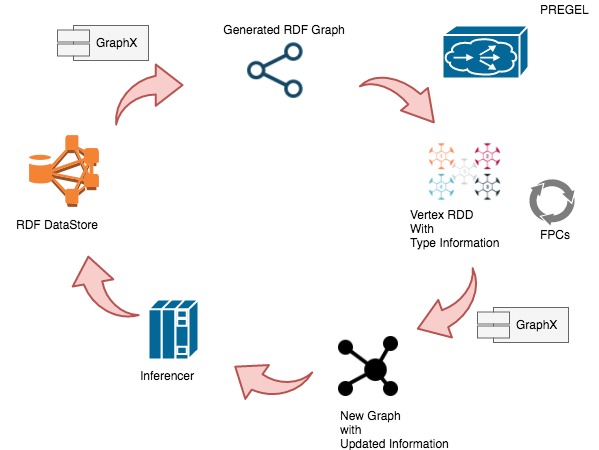 PREGEL
Generated RDF Graph
GraphX
RDF DataStore
Vertex RDD
With
Type Information
FPCs
GraphX
Inferencer
New Graph
with
Updated Information